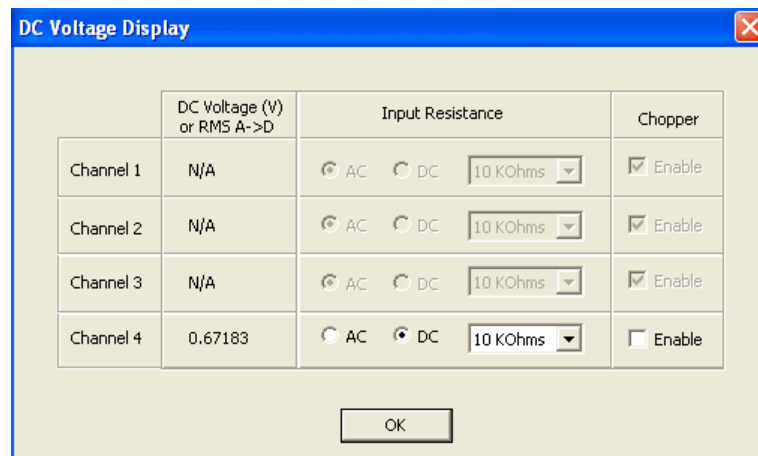 DC Voltage Display
DC Voltage (V)
or RMS A->D
Input Resistance
Chopper
Channel 1 N/A AC DC 10 KOhms Enable
Channel 2 N/A AC DC 10 KOhms Enable
Channel 3 N/A AC DC 10 KOhms Enable
Channel 4 0.67183 AC DC 10 KOhms Enable
OK